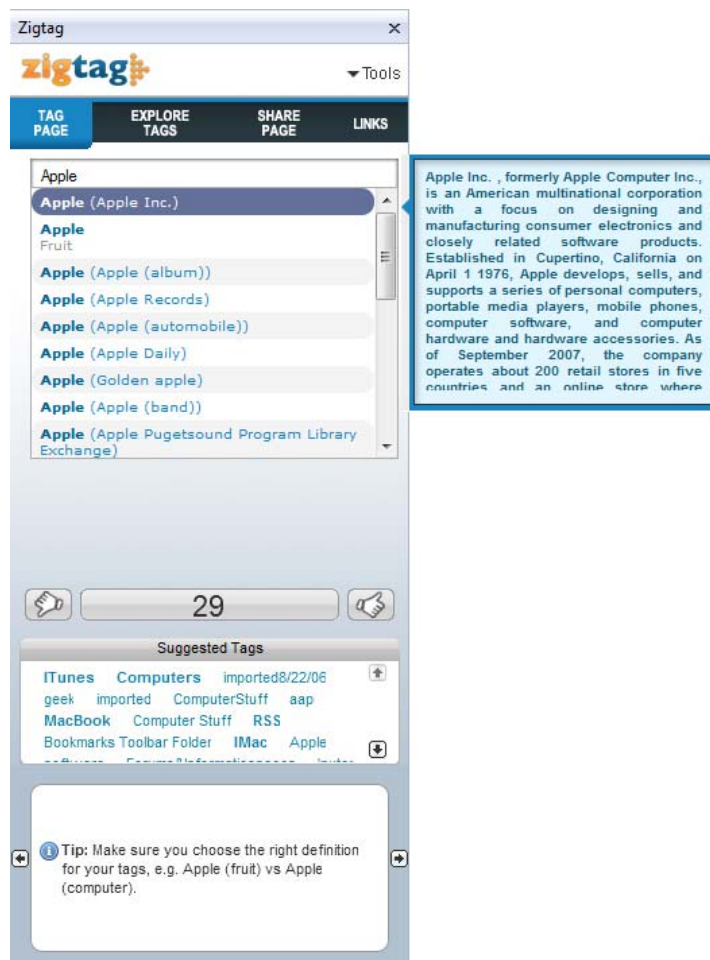 Zigtag
zigtag
Tools
TAG PAGE EXPLORE TAGS SHARE PAGE LINKS
Apple
Apple (Apple Inc.)
Apple
Fruit
Apple (Apple (album))
Apple (Apple Records)
Apple (Apple (automobile))
Apple (Apple Daily)
Apple (Golden apple)
Apple (Apple (band))
Apple (Apple Pugetsound Program Library
Exchange)
Apple Inc. , formerly Apple Computer Inc.,
is an American multinational corporation
with a focus on designing and
manufacturing consumer electronics and
closely related software products.
Established in Cupertino, California on
April 1 1976, Apple develops, sells, and
supports a series of personal computers,
portable media players, mobile phones,
computer software, and computer
hardware and hardware accessories. As
of September 2007, the company
operates about 200 retail stores in five
countries and an online store where
29
Suggested Tags
ITunes Computers imported8/22/06
geek imported ComputerStuff aap
MacBook Computer Stuff RSS
Bookmarks Toolbar Folder IMac Apple
Tip: Make sure you choose the right definition
for your tags, e.g. Apple (fruit) vs Apple
(computer).